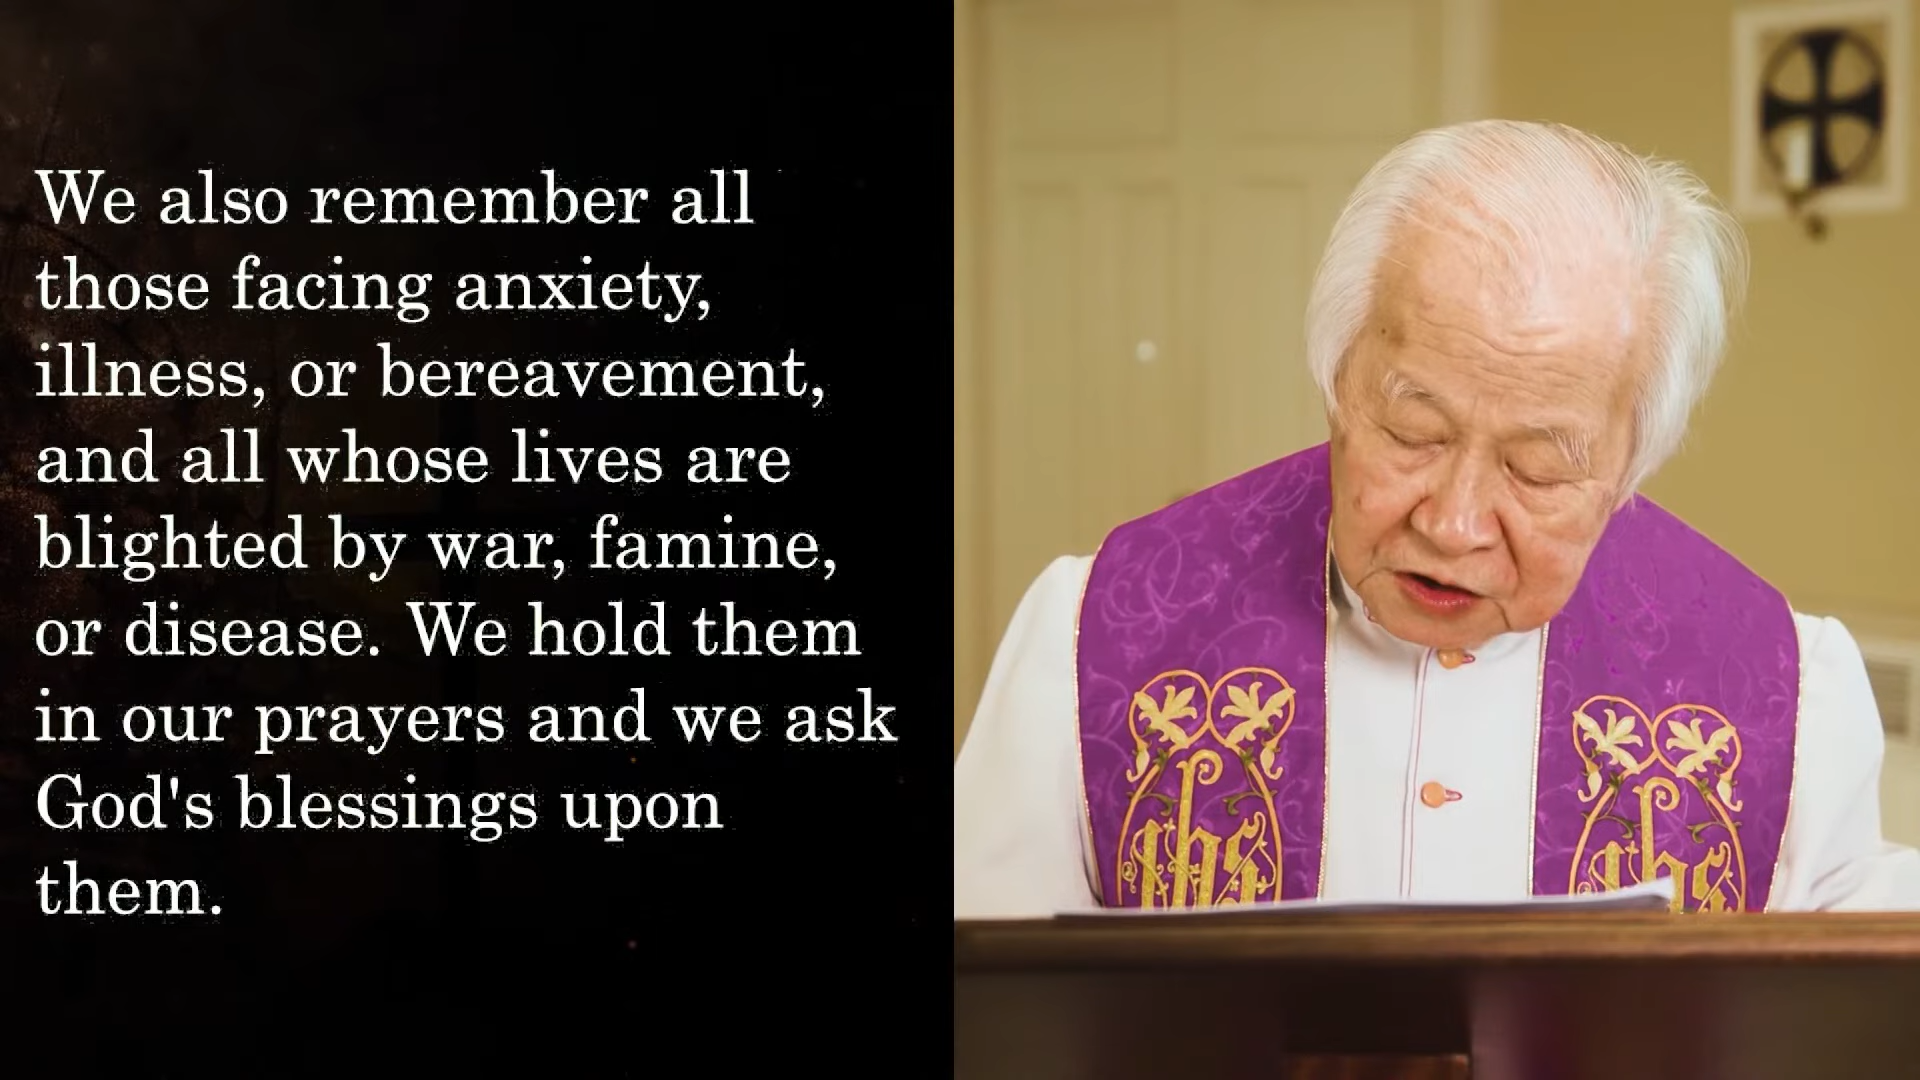 We also remember all
those facing anxiety,
illness, or bereavement,
and all whose lives are
blighted by war, famine,
or disease. We hold them
in our prayers and we ask
God's blessings upon
them.
ihs
ihs